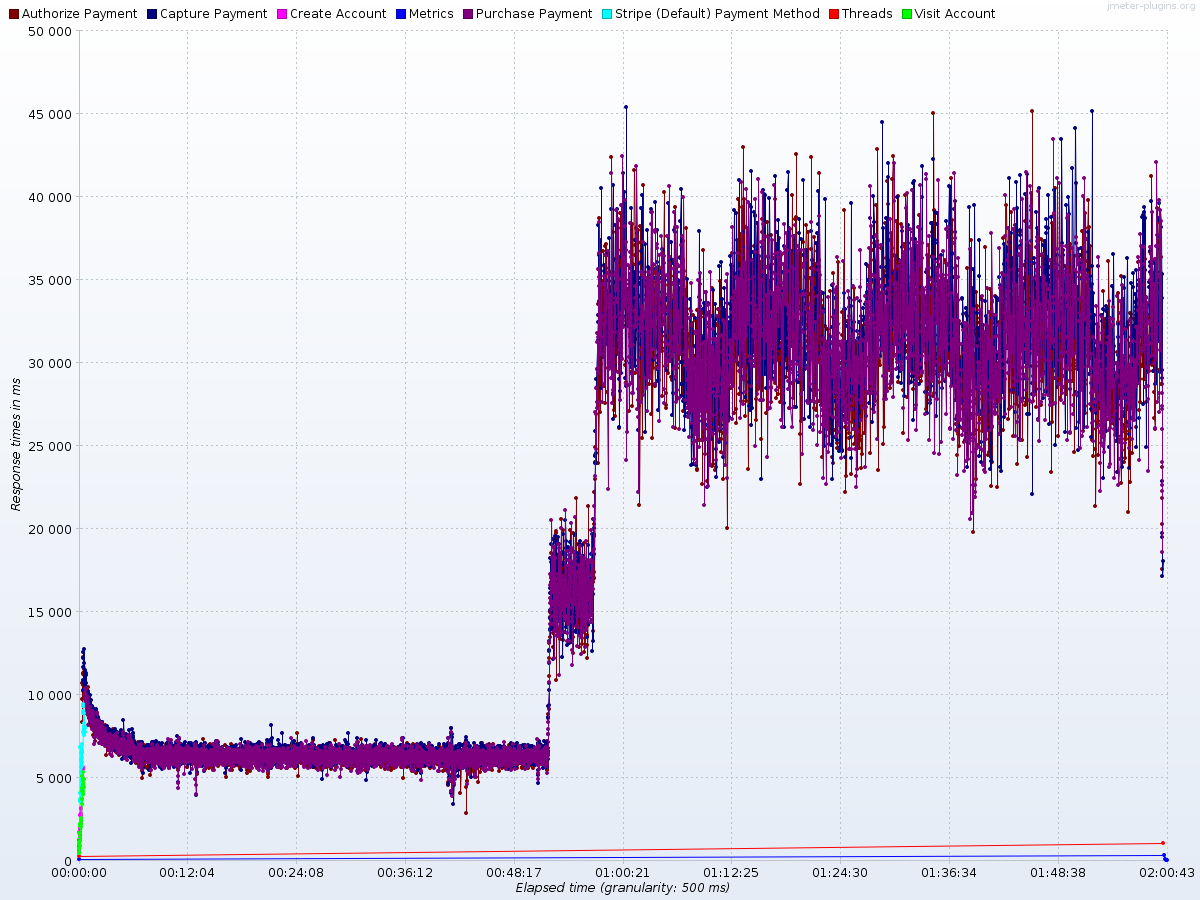 jmeter-plugins.org
Authorize Payment Capture Payment Create Account Metrics Purchase Payment Stripe (Default) Payment Method Threads Visit Account
50 000
45 000
40 000
35 000
30 000
25 000
20 000
15 000
10 000
5 000
0
Response times in ms
00:00:00 00:12:04 00:24:08 00:36:12 00:48:17 01:00:21 01:12:25 01:24:30 01:36:34 01:48:38 02:00:43
Elapsed time (granularity: 500 ms)